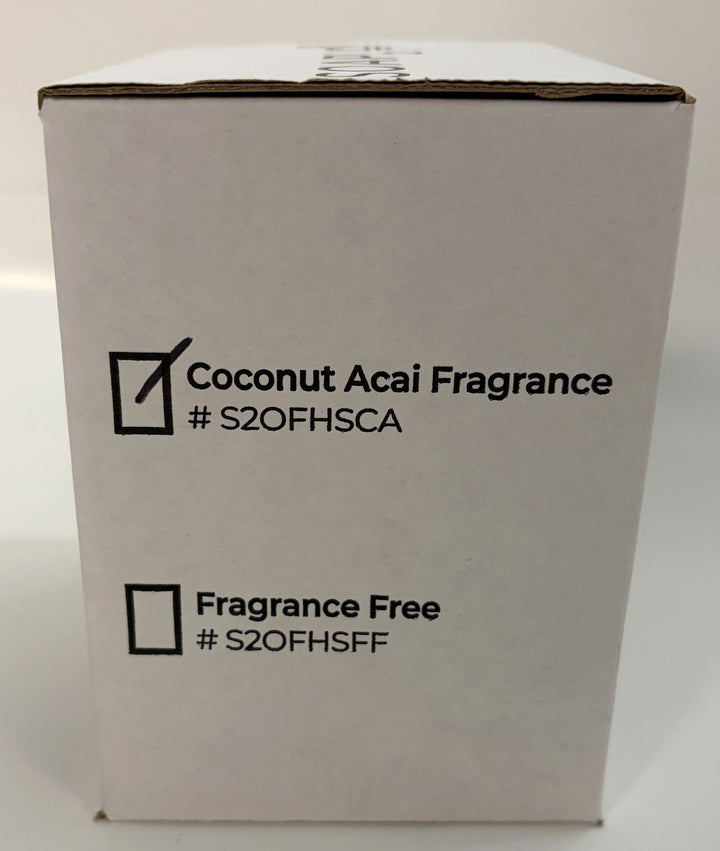 Coconut Acai Fragrance
# S2OFHSCA
Fragrance Free
# S2OFHSFF